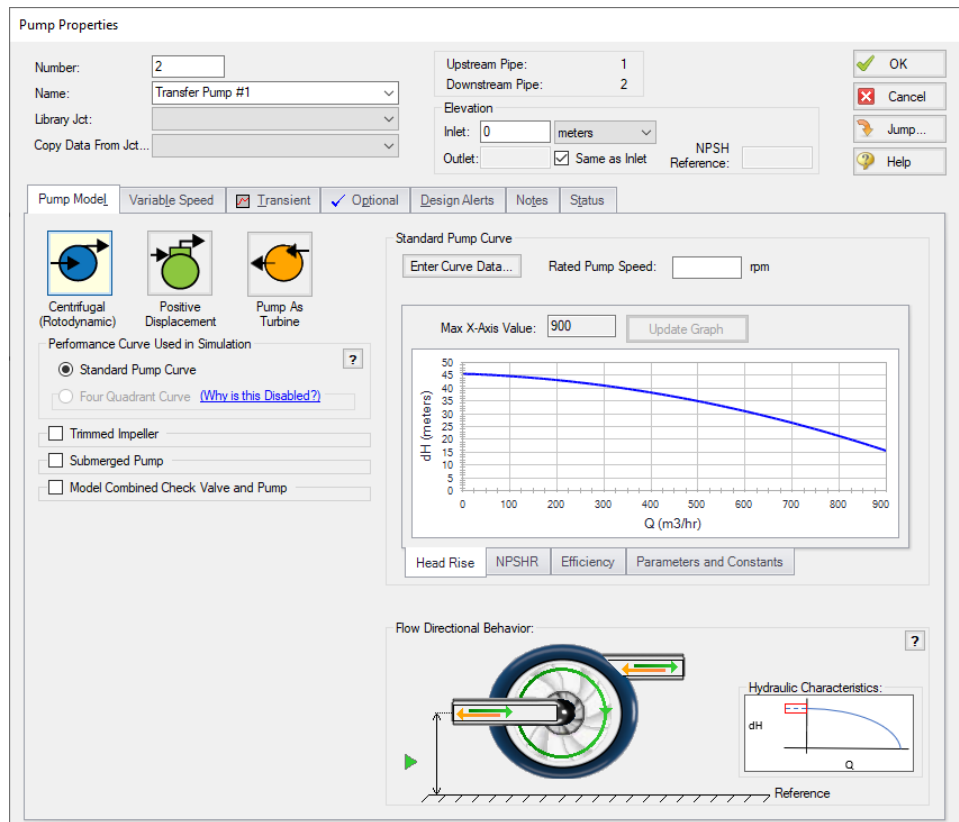 Pump Properties
Number: 2
Name: Transfer Pump #1
Library Jct:
Copy Data From Jct...
Upstream Pipe: 1
Downstream Pipe: 2
Elevation
Inlet: 0 meters
Outlet: Same as Inlet
NPSH
Reference:
OK
Cancel
Jump...
Help
Pump Model
Variable Speed
Transient
Optional
Design Alerts
Notes
Status
Centrifugal
(Rotodynamic)
Positive
Displacement
Pump As
Turbine
Performance Curve Used in Simulation
?
Standard Pump Curve
Four Quadrant Curve (Why is this Disabled?)
Trimmed Impeller
Submerged Pump
Model Combined Check Valve and Pump
Standard Pump Curve
Enter Curve Data... Rated Pump Speed: rpm
Max X-Axis Value: 900 Update Graph
50
45
40
35
30
25
20
15
10
5
0
dH (meters)
0 100 200 300 400 500 600 700 800 900
Q (m3/hr)
Head Rise
NPSHR
Efficiency
Parameters and Constants
Flow Directional Behavior:
?
Hydraulic Characteristics:
dH
Q
Reference